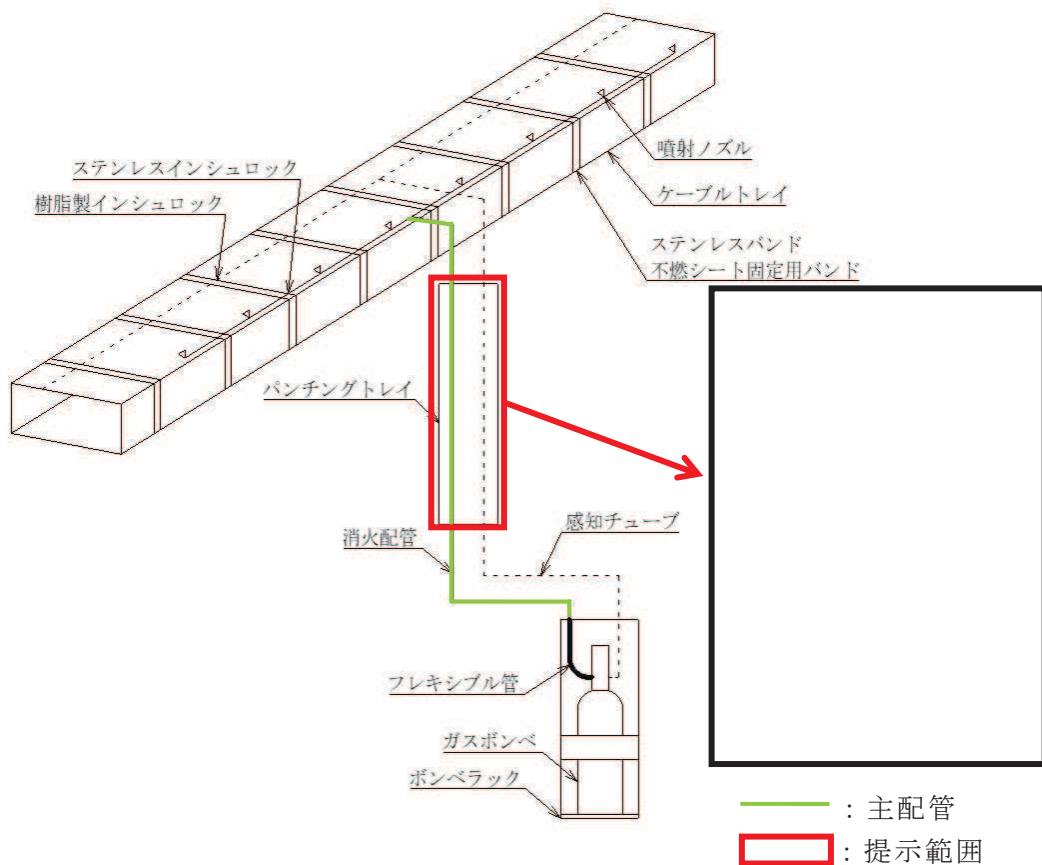 噴射ノズル
ステンレスインシュロック
ケーブルトレイ
樹脂製インシュロック
ステンレスバンド
不燃シート固定用バンド
パンチングトレイ
感知チューブ
消火配管
フレキシブル管
ガスボンベ
ボンベラック
：主配管
：提示範囲